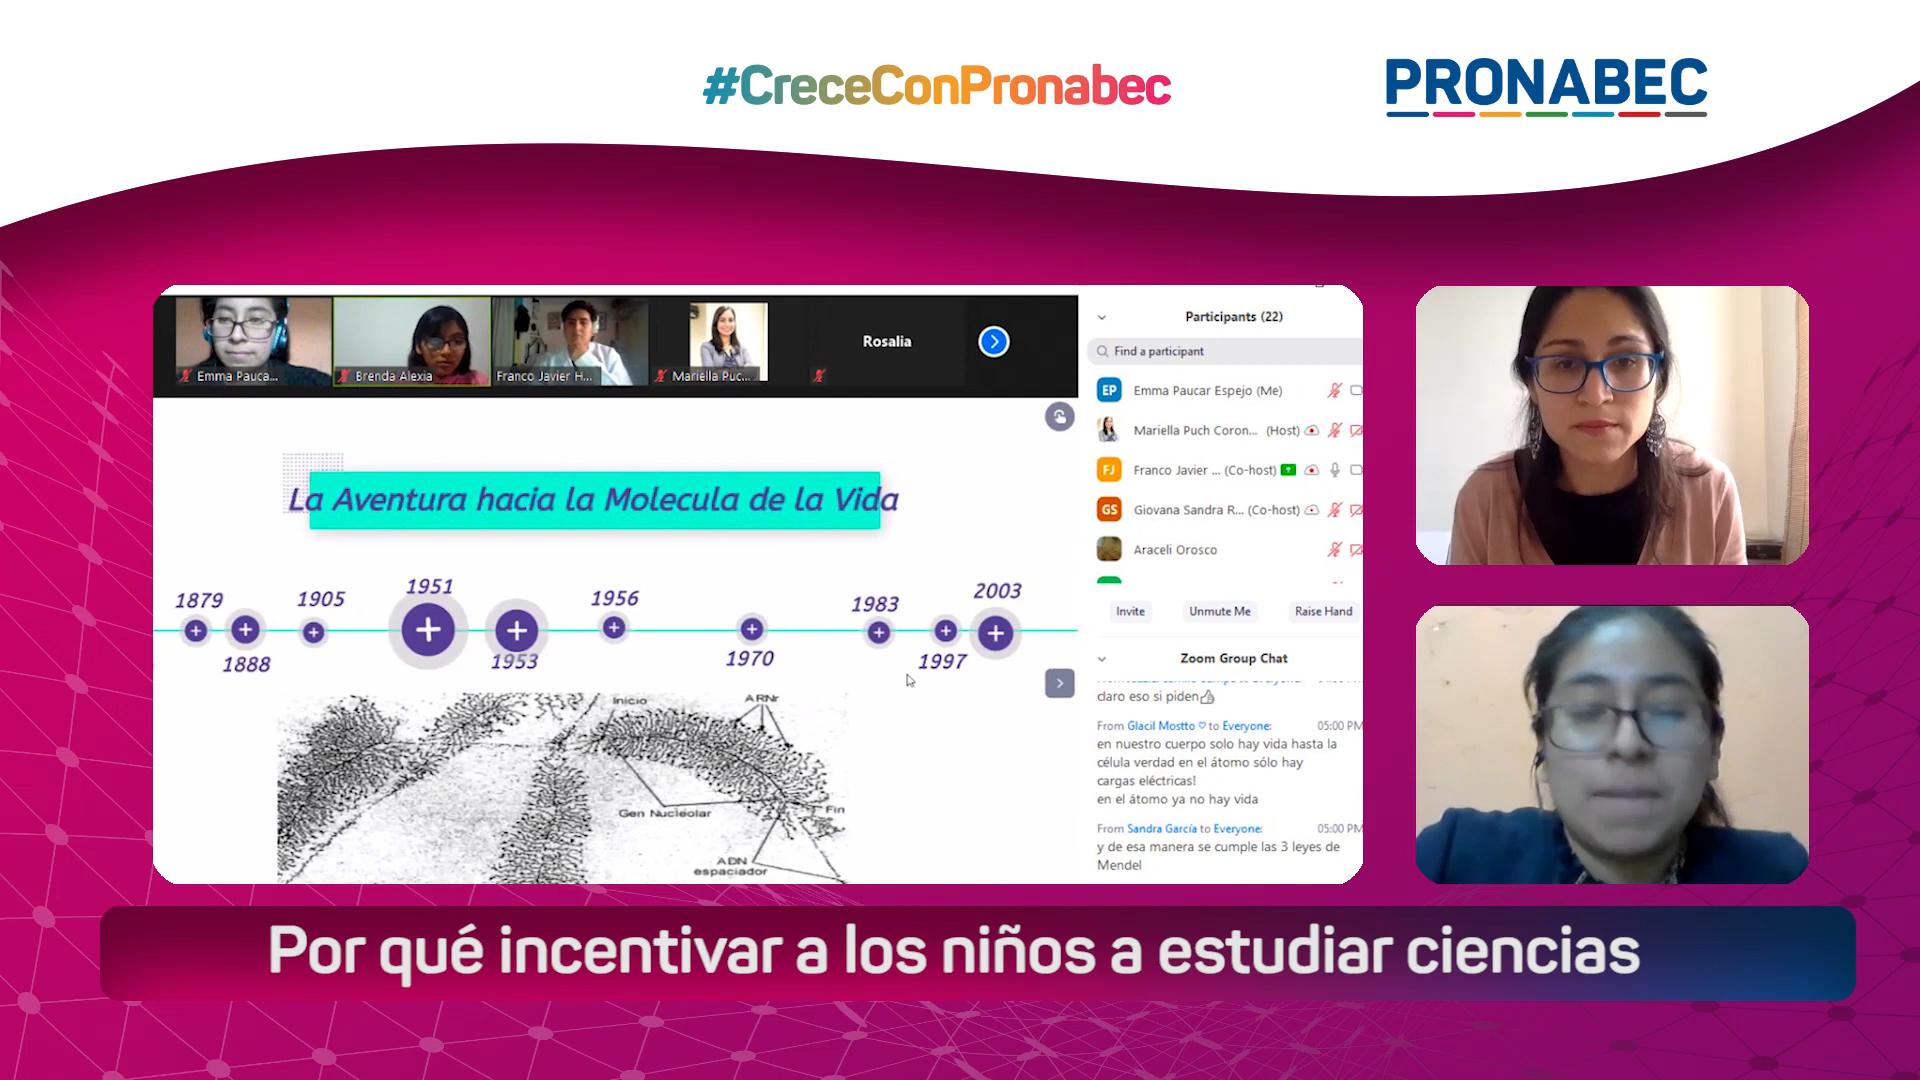 #CreceConPronabec
PRONABEC
Emma Pauca...
Brenda Alexia
Franco Javier H...
Mariella Puc...
Rosalia
La Aventura hacia la Molecula de la Vida
1879
1888
1905
1951
1953
1956
1970
1983
1997
2003
Inicio
ARNr
Gen Nucleolar
Fin
ADN
espaciador
Participants (22)
Find a participant
EP Emma Paucar Espejo (Me)
Mariella Puch Coron... (Host)
FJ Franco Javier ... (Co-host)
GS Giovana Sandra R... (Co-host)
Araceli Orosco
Invite Unmute Me Raise Hand
Zoom Group Chat
claro eso si piden
From Glacil Mostto to Everyone: 05:00 PM
en nuestro cuerpo solo hay vida hasta la
célula verdad en el átomo sólo hay
cargas eléctricas!
en el átomo ya no hay vida
From Sandra García to Everyone: 05:00 PM
y de esa manera se cumple las 3 leyes de
Mendel
Por qué incentivar a los niños a estudiar ciencias